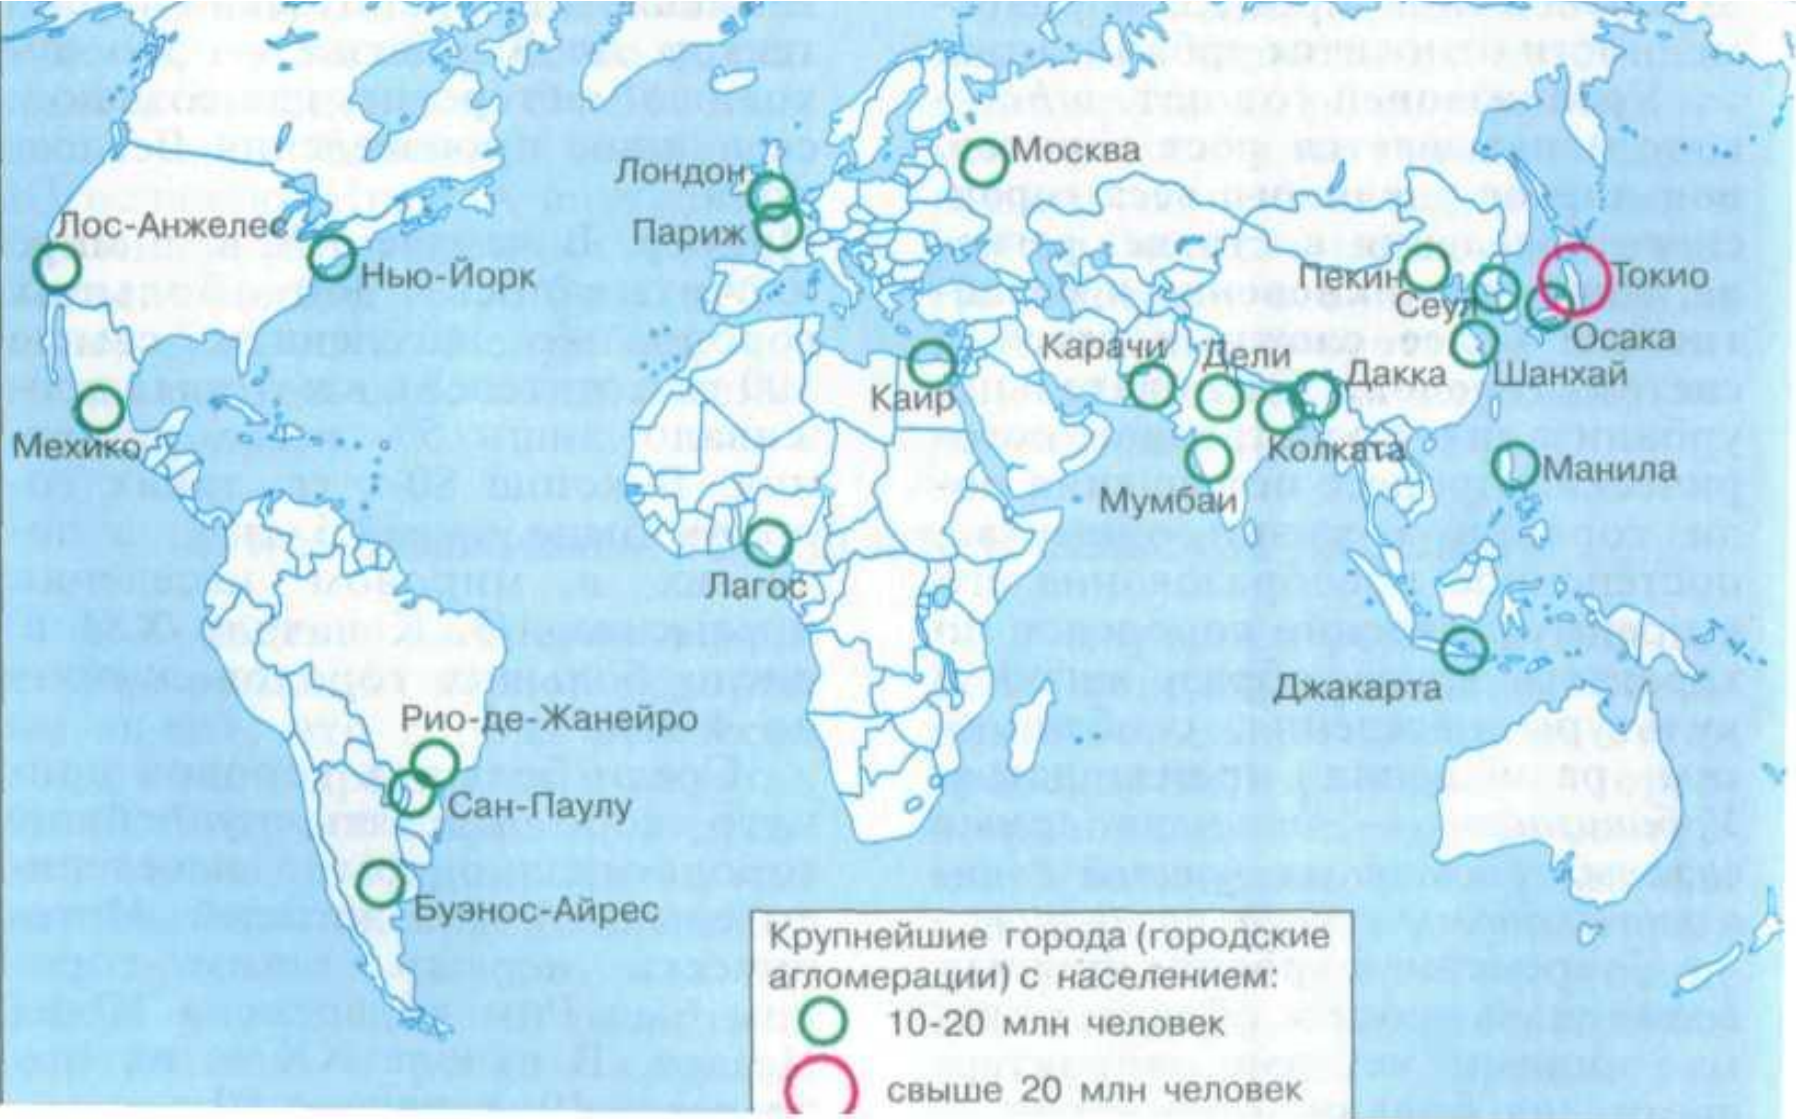 Москва
Лондон
Лос-Анжелес
Париж
Нью-Йорк
Пекин
Токио
Сеул
Осака
Карачи
Дели
Дакка
Шанхай
Каир
Мехико
Колката
Манила
Мумбаи
Лагос
Джакарта
Рио-де-Жанейро
Сан-Паулу
Буэнос-Айрес
Крупнейшие города (городские
агломерации) с населением:
10-20 млн человек
свыше 20 млн человек